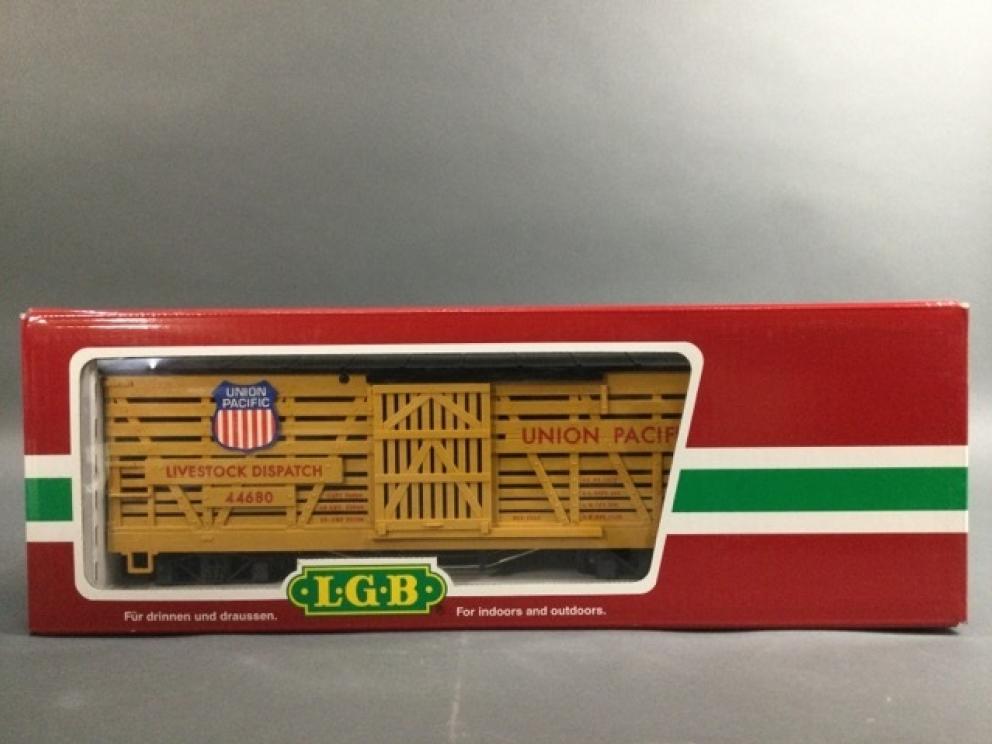 UNION
PACIFIC
LIVESTOCK DISPATCH
44680
UNION PACIF
L·G·B
Für drinnen und draussen.
For indoors and outdoors.